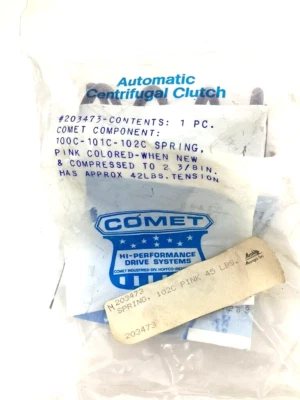 Automatic
Centrifugal Clutch
#203473-CONTENTS: 1 PC.
COMET COMPONENT:
100C-101C-102C SPRING,
PINK COLORED-WHEN NEW
& COMPRESSED TO 2 3/8IN.
HAS APPROX 42LBS. TENSION
COMET
HI-PERFORMANCE
DRIVE SYSTEMS
COMET INDUSTRIES
M 203473
SPRING, 102C PINK 45 LBS.
203473